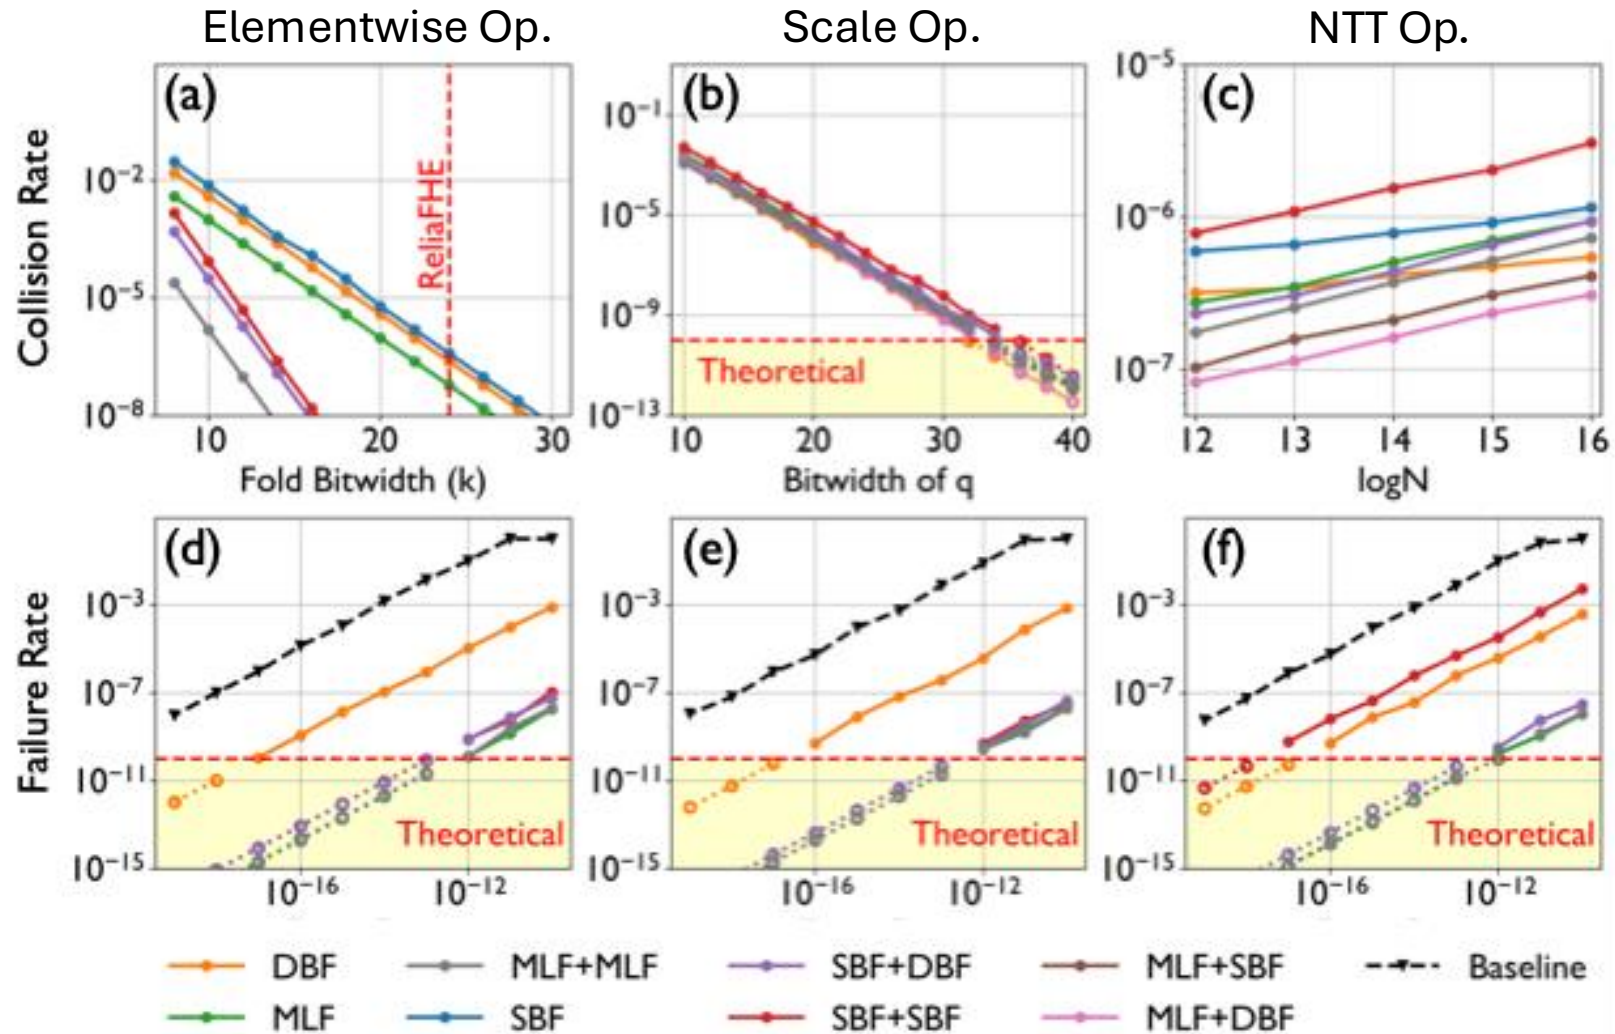 Elementwise Op. Scale Op. NTT Op.
(a) (b) (c)
Collision Rate
10⁻² 10⁻⁵ 10⁻⁸
ReliaFHE
10 20 30
Fold Bitwidth (k)
10⁻¹ 10⁻⁵ 10⁻⁹ 10⁻¹³
Theoretical
10 20 30 40
Bitwidth of q
10⁻⁵ 10⁻⁶ 10⁻⁷
12 13 14 15 16
logN
(d) (e) (f)
Failure Rate
10⁻³ 10⁻⁷ 10⁻¹¹ 10⁻¹⁵
Theoretical
10⁻¹⁶ 10⁻¹²
10⁻³ 10⁻⁷ 10⁻¹¹ 10⁻¹⁵
Theoretical
10⁻¹⁶ 10⁻¹²
10⁻³ 10⁻⁷ 10⁻¹¹ 10⁻¹⁵
Theoretical
10⁻¹⁶ 10⁻¹²
DBF MLF+MLF SBF+DBF MLF+SBF Baseline
MLF SBF SBF+SBF MLF+DBF